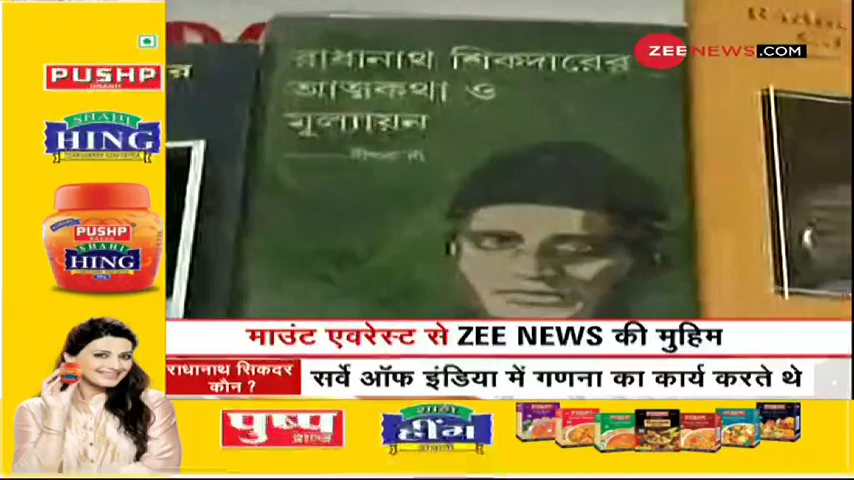 রাধানাথ শিকদারের
আত্মকথা ও
মূল্যায়ন
ZEENEWS.COM
PUSHP
BRAND
SHAHI
HING
PUSHP
SHAHI
HING
माउंट एवरेस्ट से ZEE NEWS की मुहिम
राधानाथ सिकदर
कौन ?
सर्वे ऑफ इंडिया में गणना का कार्य करते थे
पुष्प
ब्रान्ड
शाही
हींग